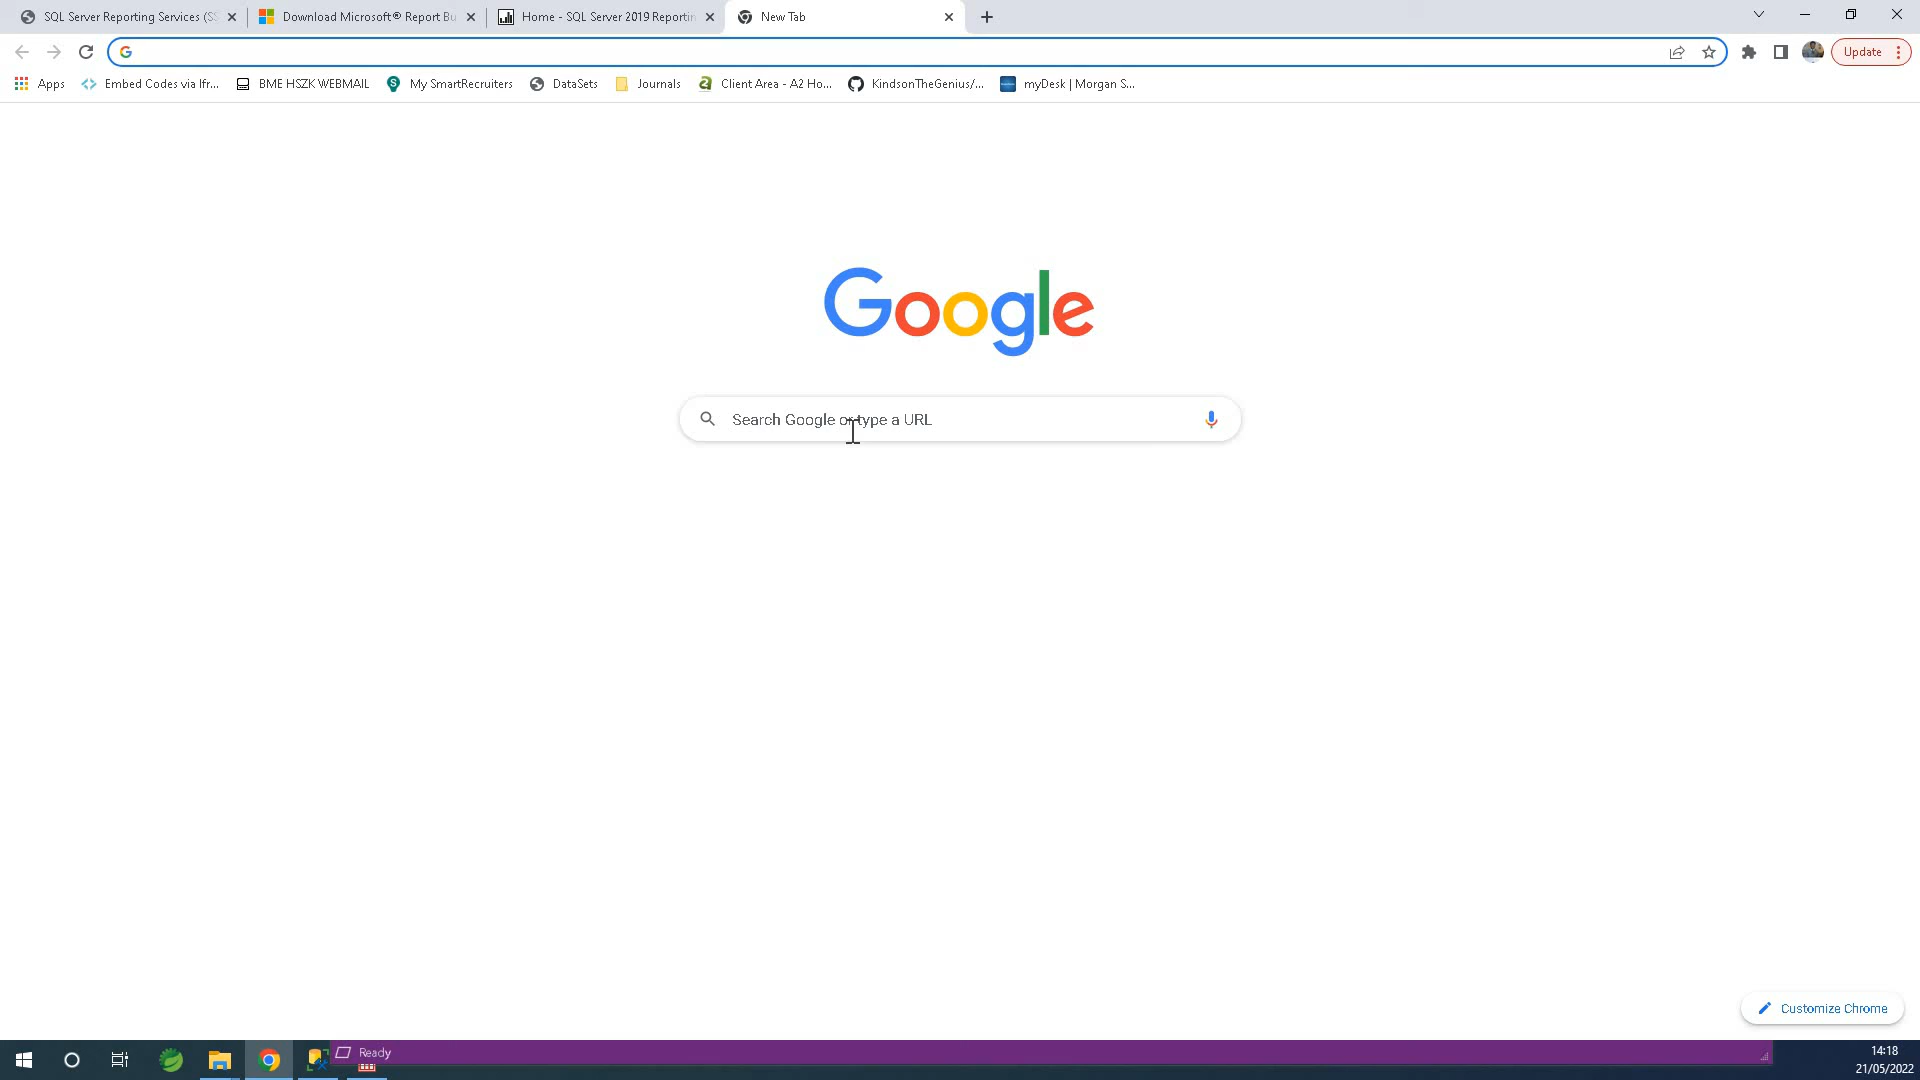 SQL Server Reporting Services (SS
Download Microsoft® Report Bu
Home - SQL Server 2019 Reportin
New Tab
Update
Apps
Embed Codes via Ifr...
BME HSZK WEBMAIL
My SmartRecruiters
DataSets
Journals
Client Area - A2 Ho...
KindsonTheGenius/...
myDesk | Morgan S...
Google
Search Google or type a URL
Customize Chrome
Ready
14:18
21/05/2022